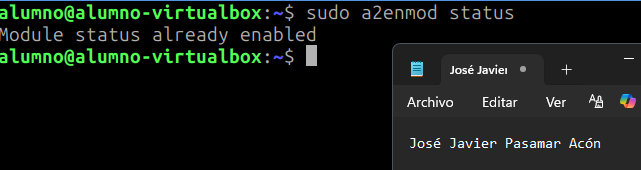 alumno@alumno-virtualbox:~$ sudo a2enmod status
Module status already enabled
alumno@alumno-virtualbox:~$
José Javier
Archivo Editar Ver
José Javier Pasamar Acón